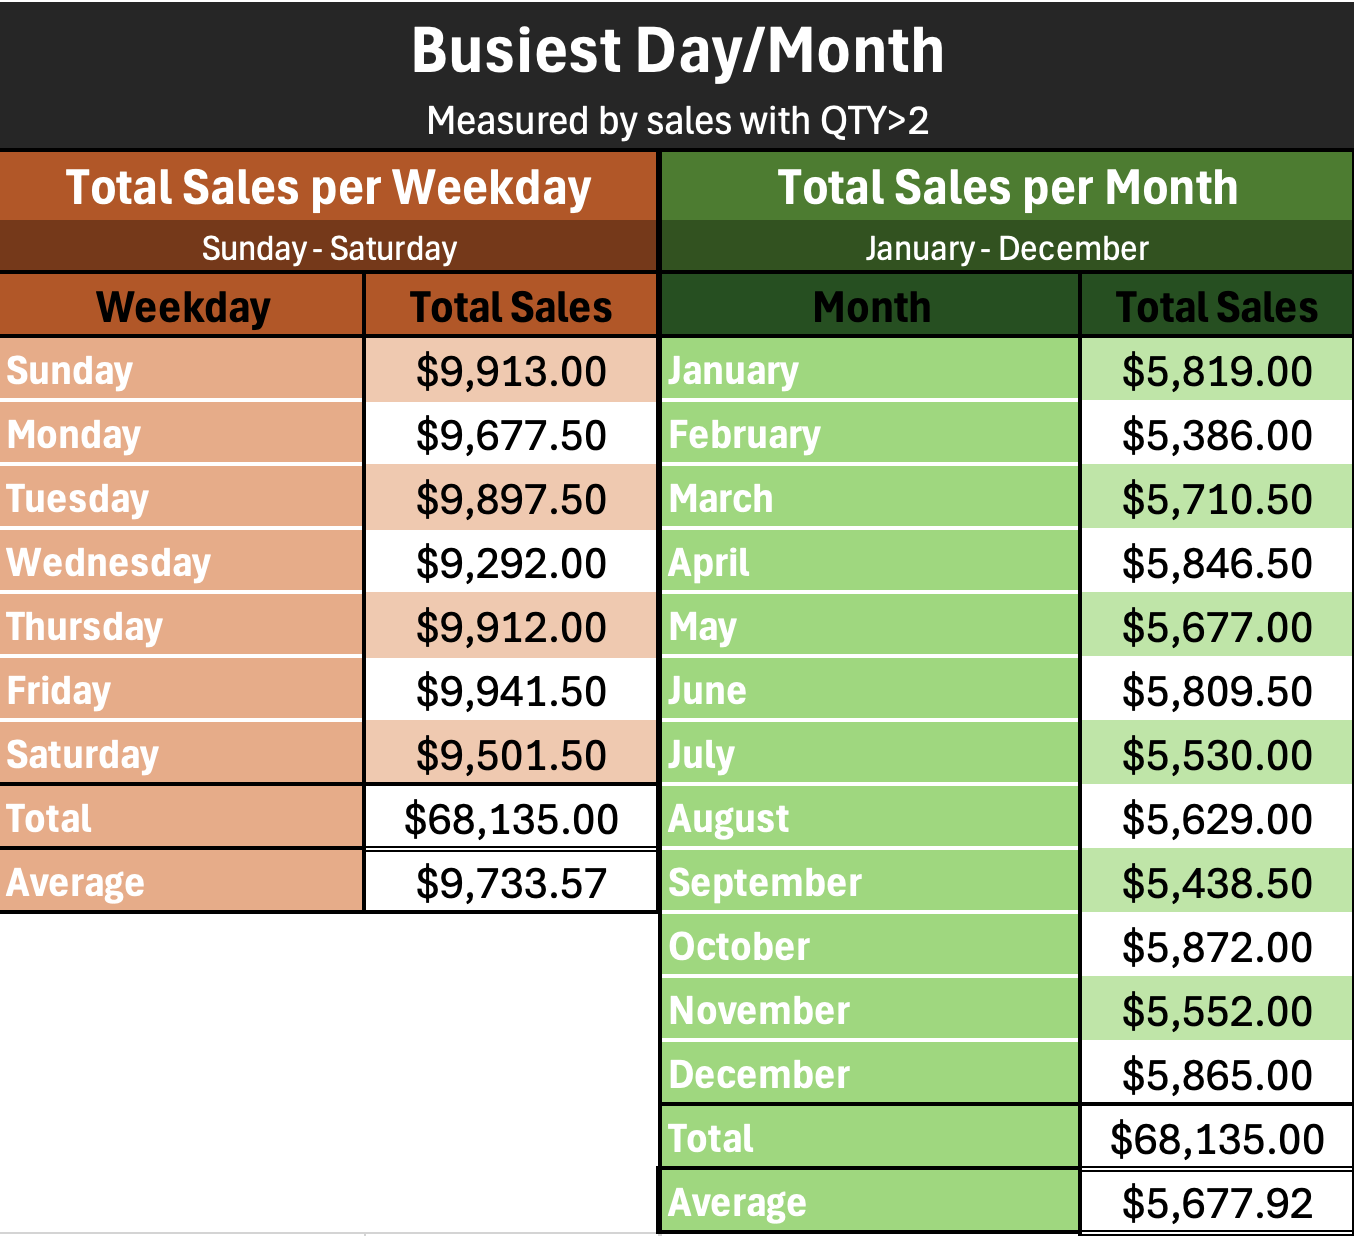 Busiest Day/Month
Measured by sales with QTY>2
Total Sales per Weekday
Sunday - Saturday
Weekday Total Sales
Sunday $9,913.00
Monday $9,677.50
Tuesday $9,897.50
Wednesday $9,292.00
Thursday $9,912.00
Friday $9,941.50
Saturday $9,501.50
Total $68,135.00
Average $9,733.57
Total Sales per Month
January - December
Month Total Sales
January $5,819.00
February $5,386.00
March $5,710.50
April $5,846.50
May $5,677.00
June $5,809.50
July $5,530.00
August $5,629.00
September $5,438.50
October $5,872.00
November $5,552.00
December $5,865.00
Total $68,135.00
Average $5,677.92